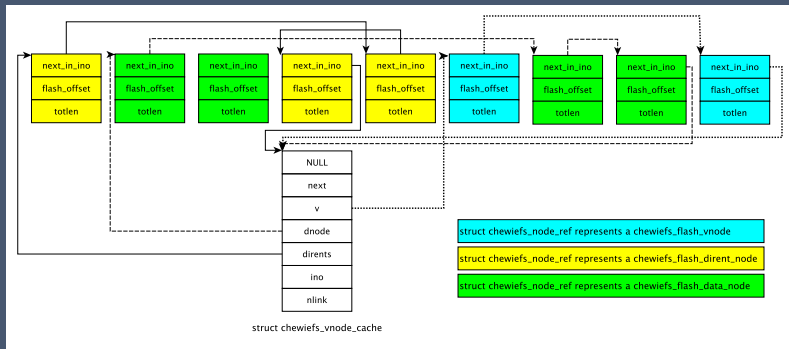 next_in_ino next_in_ino next_in_ino next_in_ino next_in_ino next_in_ino next_in_ino next_in_ino next_in_ino
flash_offset flash_offset flash_offset flash_offset flash_offset flash_offset flash_offset flash_offset flash_offset
totlen totlen totlen totlen totlen totlen totlen totlen totlen
NULL
next
v
dnode
dirents
ino
nlink
struct chewiefs_vnode_cache
struct chewiefs_node_ref represents a chewiefs_flash_vnode
struct chewiefs_node_ref represents a chewiefs_flash_dirent_node
struct chewiefs_node_ref represents a chewiefs_flash_data_node